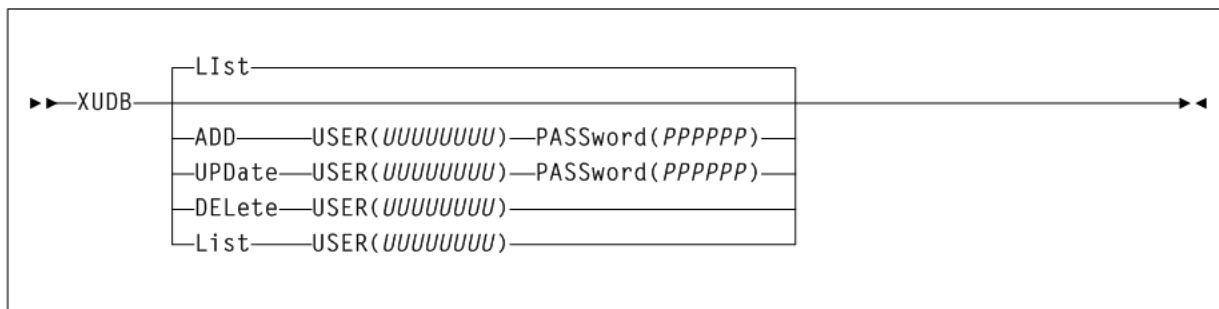 LIst
XUDB
ADD USER(UUUUUUUU) PASSword(PPPPPP)
UPDate USER(UUUUUUUU) PASSword(PPPPPP)
DELete USER(UUUUUUUU)
List USER(UUUUUUUU)